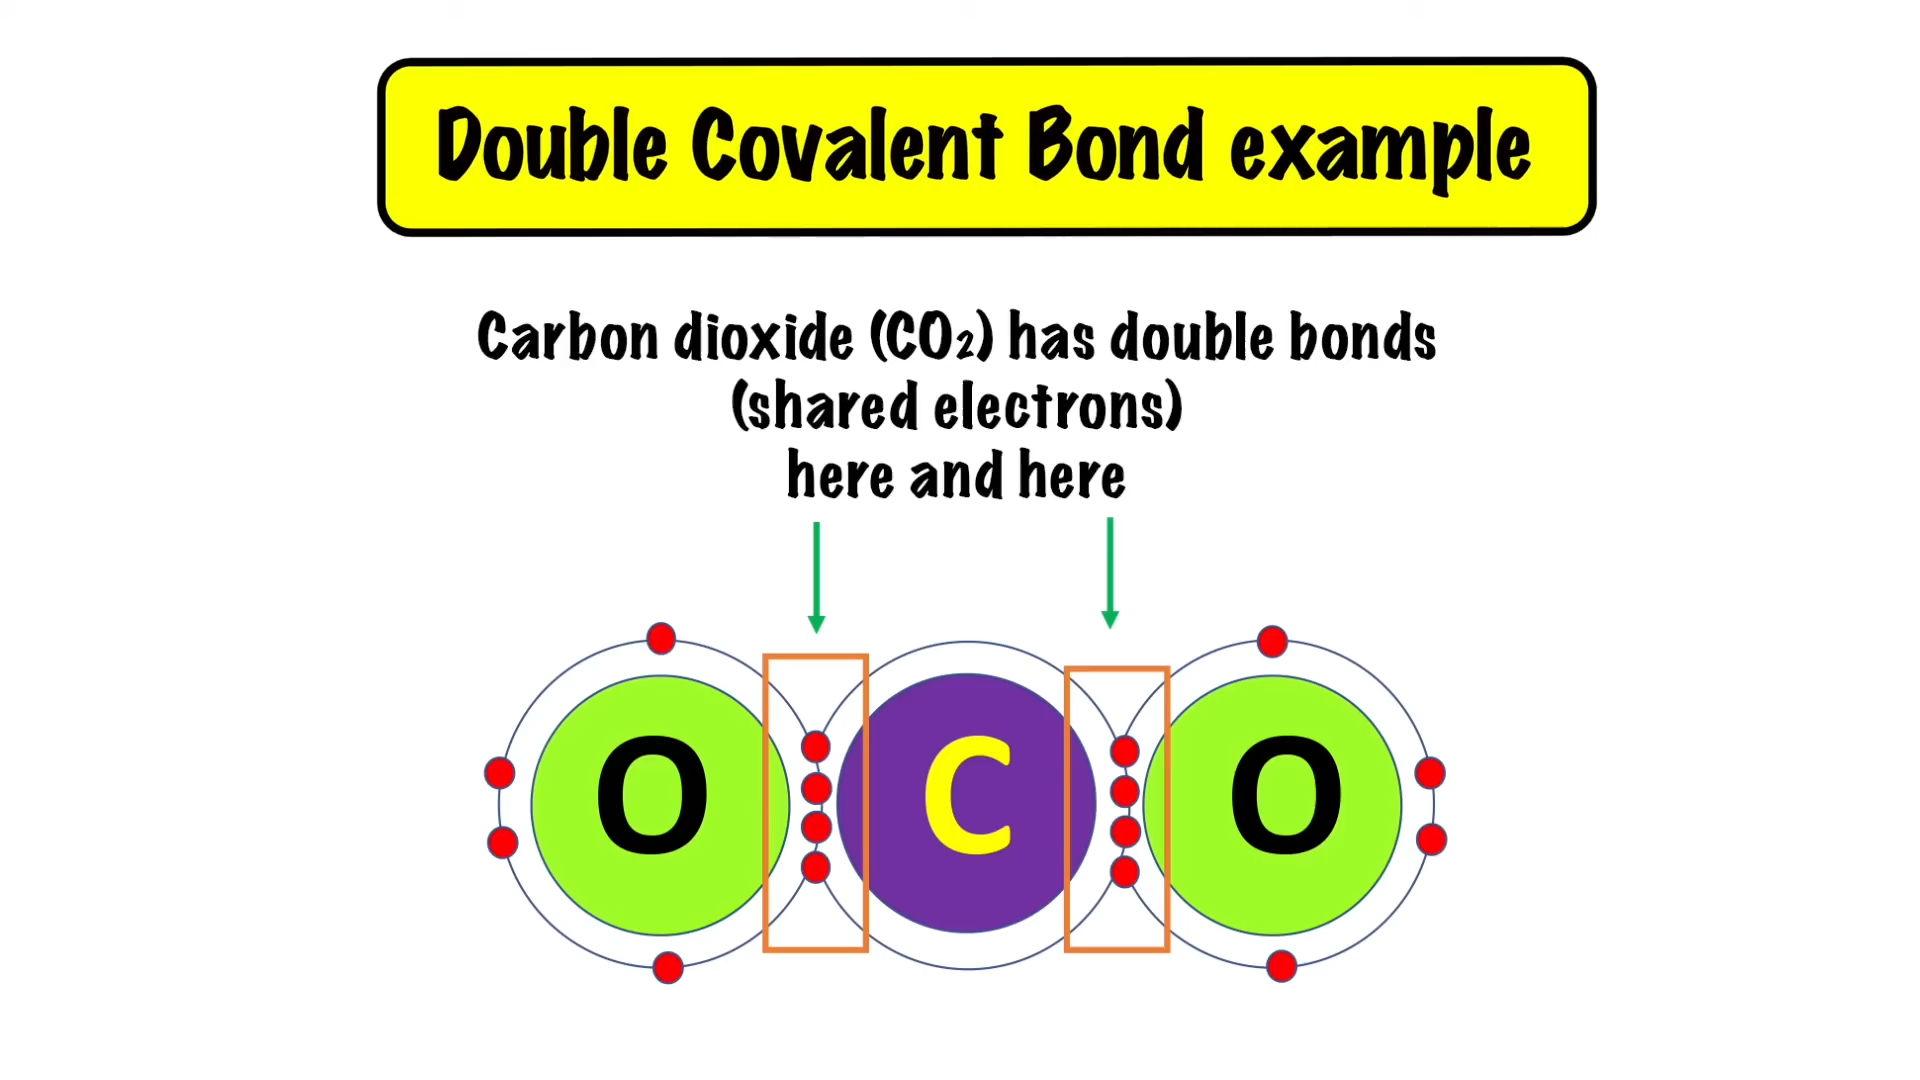 Double Covalent Bond example
Carbon dioxide (CO₂) has double bonds
(shared electrons)
here and here
O C O